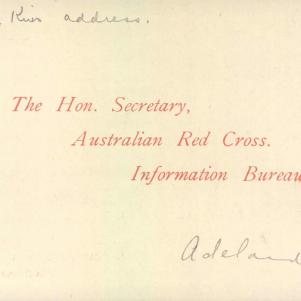 Kin's address.
The Hon. Secretary,
Australian Red Cross.
Information Bureau
Adelaid